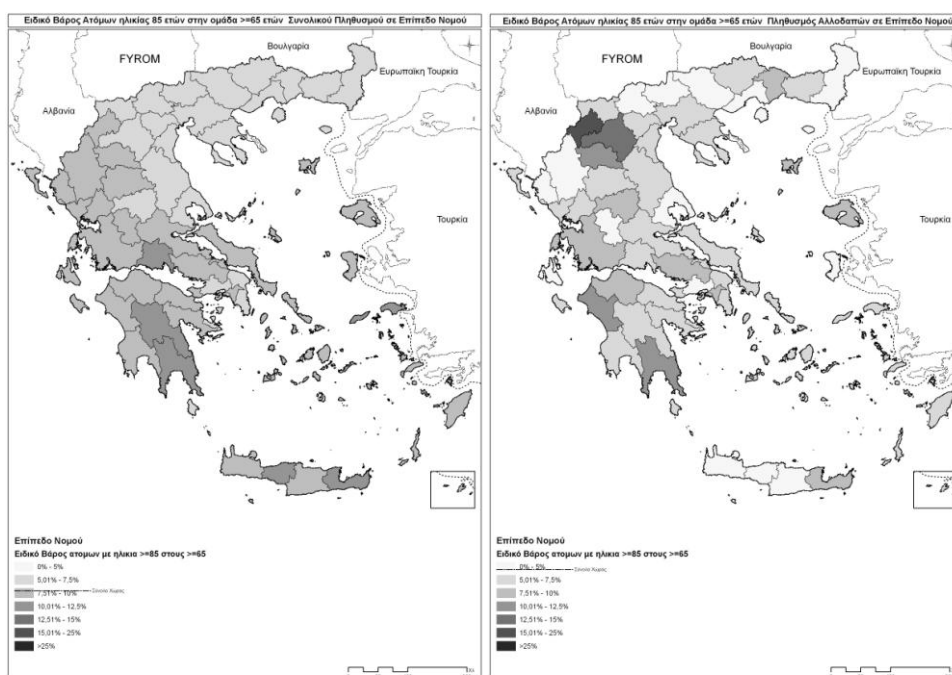 Ειδικό Βάρος Ατόμων ηλικίας 85 ετών στην ομάδα >=65 ετών Συνολικού Πληθυσμού σε Επίπεδο Νομού
Βουλγαρία
FYROM
Ευρωπαϊκη Τουρκία
Αλβανία
Τουρκία
Επίπεδο Νομού
Ειδικό Βάρος ατομων με ηλικια >=85 στους >=65
0% - 5%
5,01% - 7,5%
7,51% - 10%
10,01% - 12,5%
12,51% - 15%
15,01% - 25%
>25%
Ειδικό Βάρος Ατόμων ηλικίας 85 ετών στην ομάδα >=65 ετών Πληθυσμός Αλλοδαπών σε Επίπεδο Νομού
Βουλγαρία
FYROM
Ευρωπαϊκη Τουρκία
Αλβανία
Τουρκία
Επίπεδο Νομού
Ειδικό Βάρος ατομων με ηλικια >=85 στους >=65
0% - 5%
5,01% - 7,5%
7,51% - 10%
10,01% - 12,5%
12,51% - 15%
15,01% - 25%
>25%